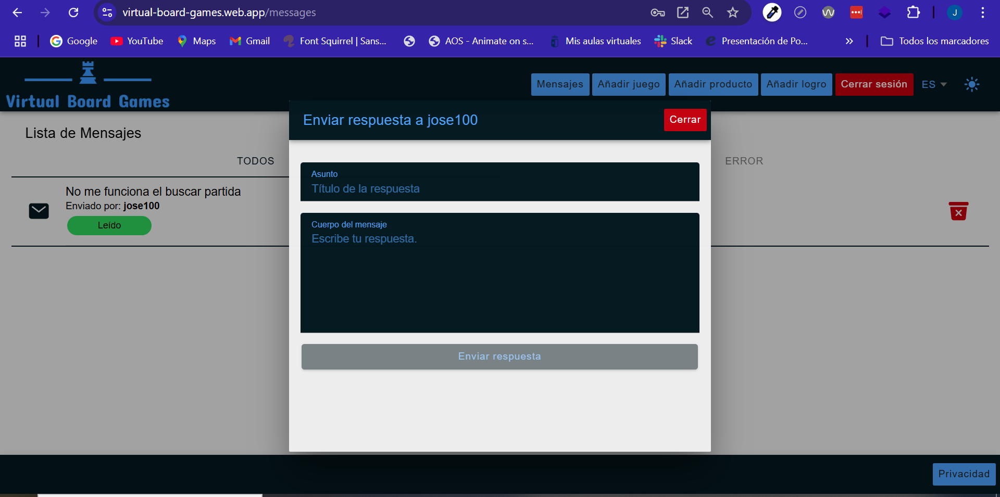 virtual-board-games.web.app/messages
J
Google
YouTube
Maps
Gmail
Font Squirrel | Sans...
AOS - Animate on s...
Mis aulas virtuales
Slack
Presentación de Po...
»
Todos los marcadores
Virtual Board Games
Mensajes
Añadir juego
Añadir producto
Añadir logro
Cerrar sesión
ES
Enviar respuesta a jose100
Cerrar
Lista de Mensajes
TODOS
ERROR
No me funciona el buscar partida
Enviado por: jose100
Leído
Asunto
Título de la respuesta
Cuerpo del mensaje
Escribe tu respuesta.
Enviar respuesta
Privacidad